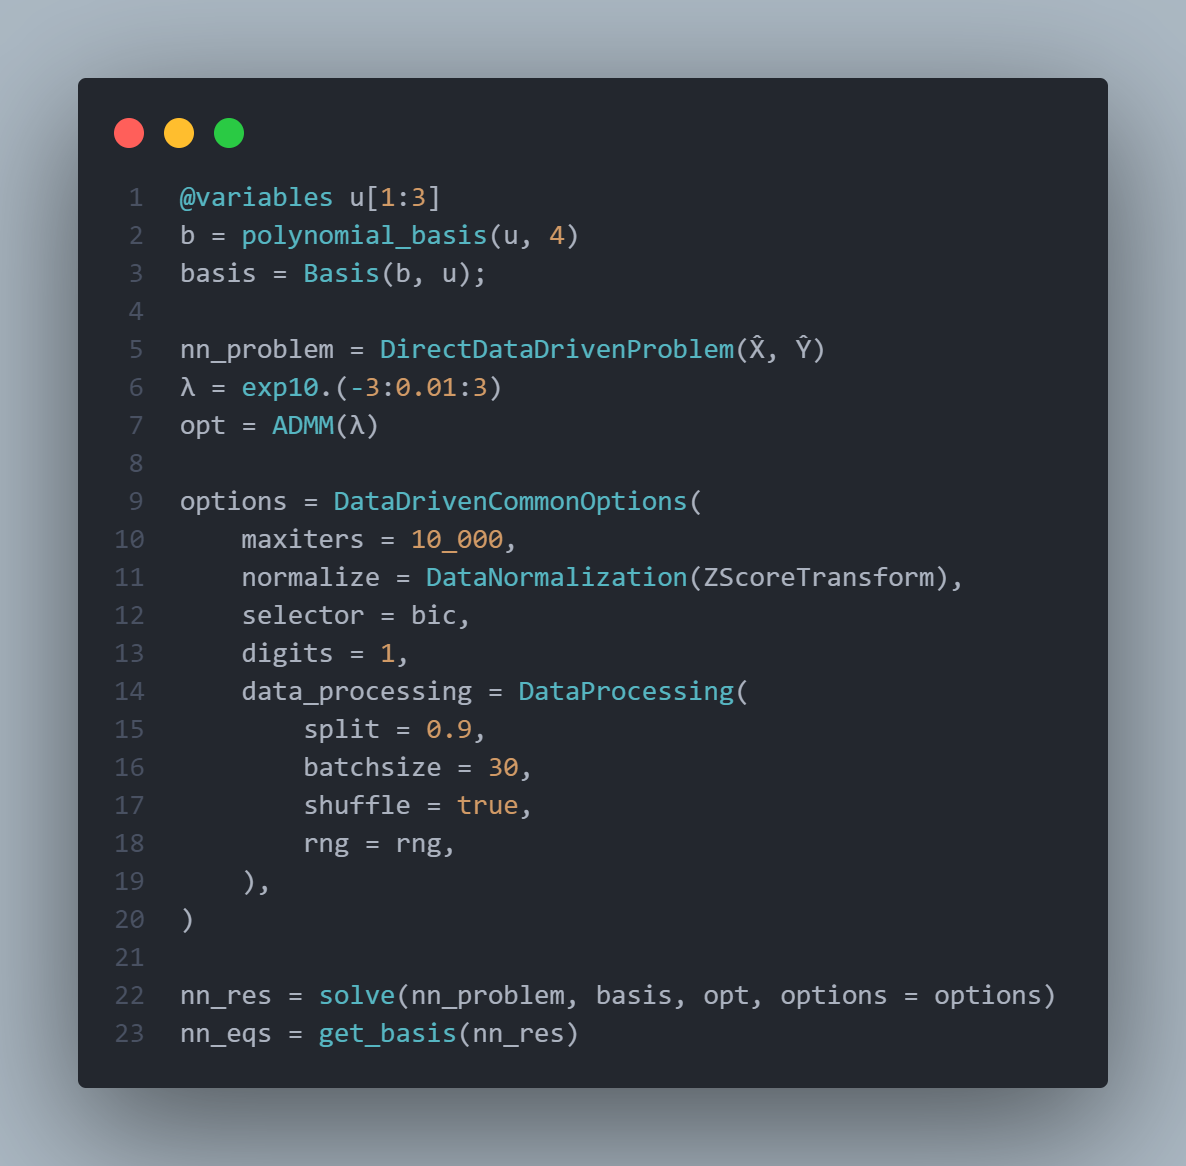 1 @variables u[1:3]
2 b = polynomial_basis(u, 4)
3 basis = Basis(b, u);
4
5 nn_problem = DirectDataDrivenProblem(X̂, Ŷ)
6 λ = exp10.(-3:0.01:3)
7 opt = ADMM(λ)
8
9 options = DataDrivenCommonOptions(
10     maxiters = 10_000,
11     normalize = DataNormalization(ZScoreTransform),
12     selector = bic,
13     digits = 1,
14     data_processing = DataProcessing(
15         split = 0.9,
16         batchsize = 30,
17         shuffle = true,
18         rng = rng,
19     ),
20 )
21
22 nn_res = solve(nn_problem, basis, opt, options = options)
23 nn_eqs = get_basis(nn_res)